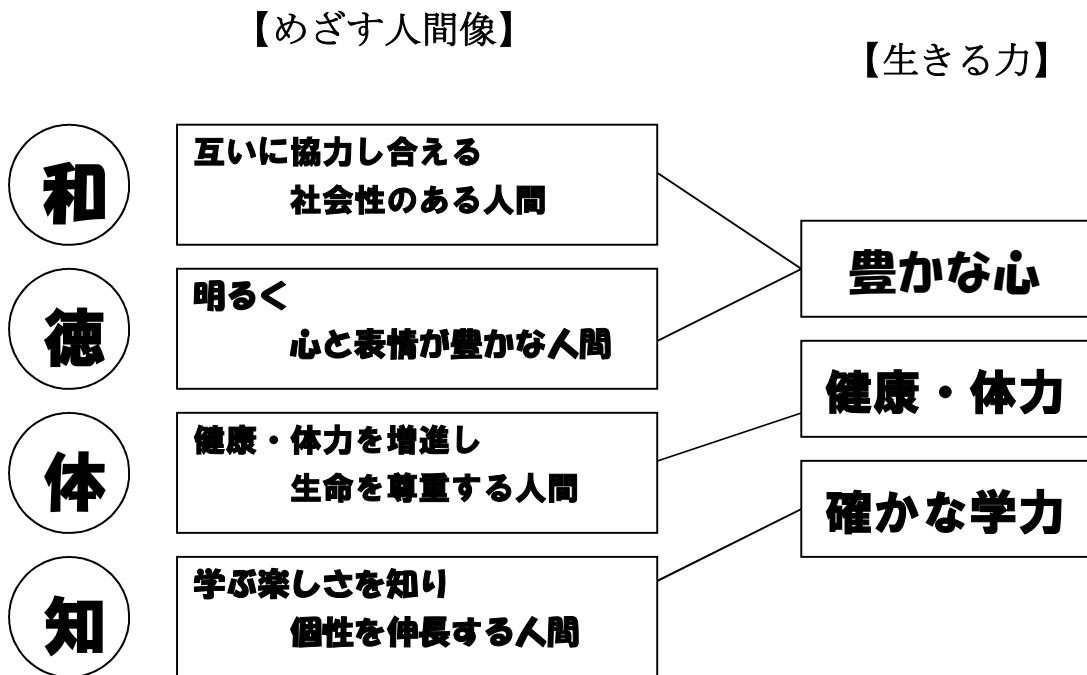 【めざす人間像】
【生きる力】
和
互いに協力し合える
社会性のある人間
徳
明るく
心と表情が豊かな人間
体
健康・体力を増進し
生命を尊重する人間
知
学ぶ楽しさを知り
個性を伸長する人間
豊かな心
健康・体力
確かな学力